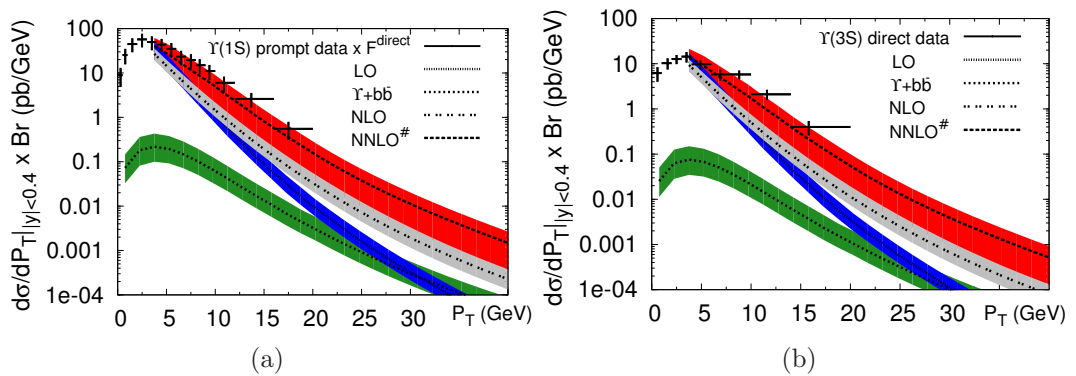 dσ/dP_T||y|<0.4 x Br (pb/GeV)
100
10
1
0.1
0.01
0.001
1e-04
ϒ(1S) prompt data x F^direct
LO
ϒ+bb̄
NLO
NNLO^#
0 5 10 15 20 25 30
P_T (GeV)
(a)
dσ/dP_T||y|<0.4 x Br (pb/GeV)
100
10
1
0.1
0.01
0.001
1e-04
ϒ(3S) direct data
LO
ϒ+bb̄
NLO
NNLO^#
0 5 10 15 20 25 30
P_T (GeV)
(b)